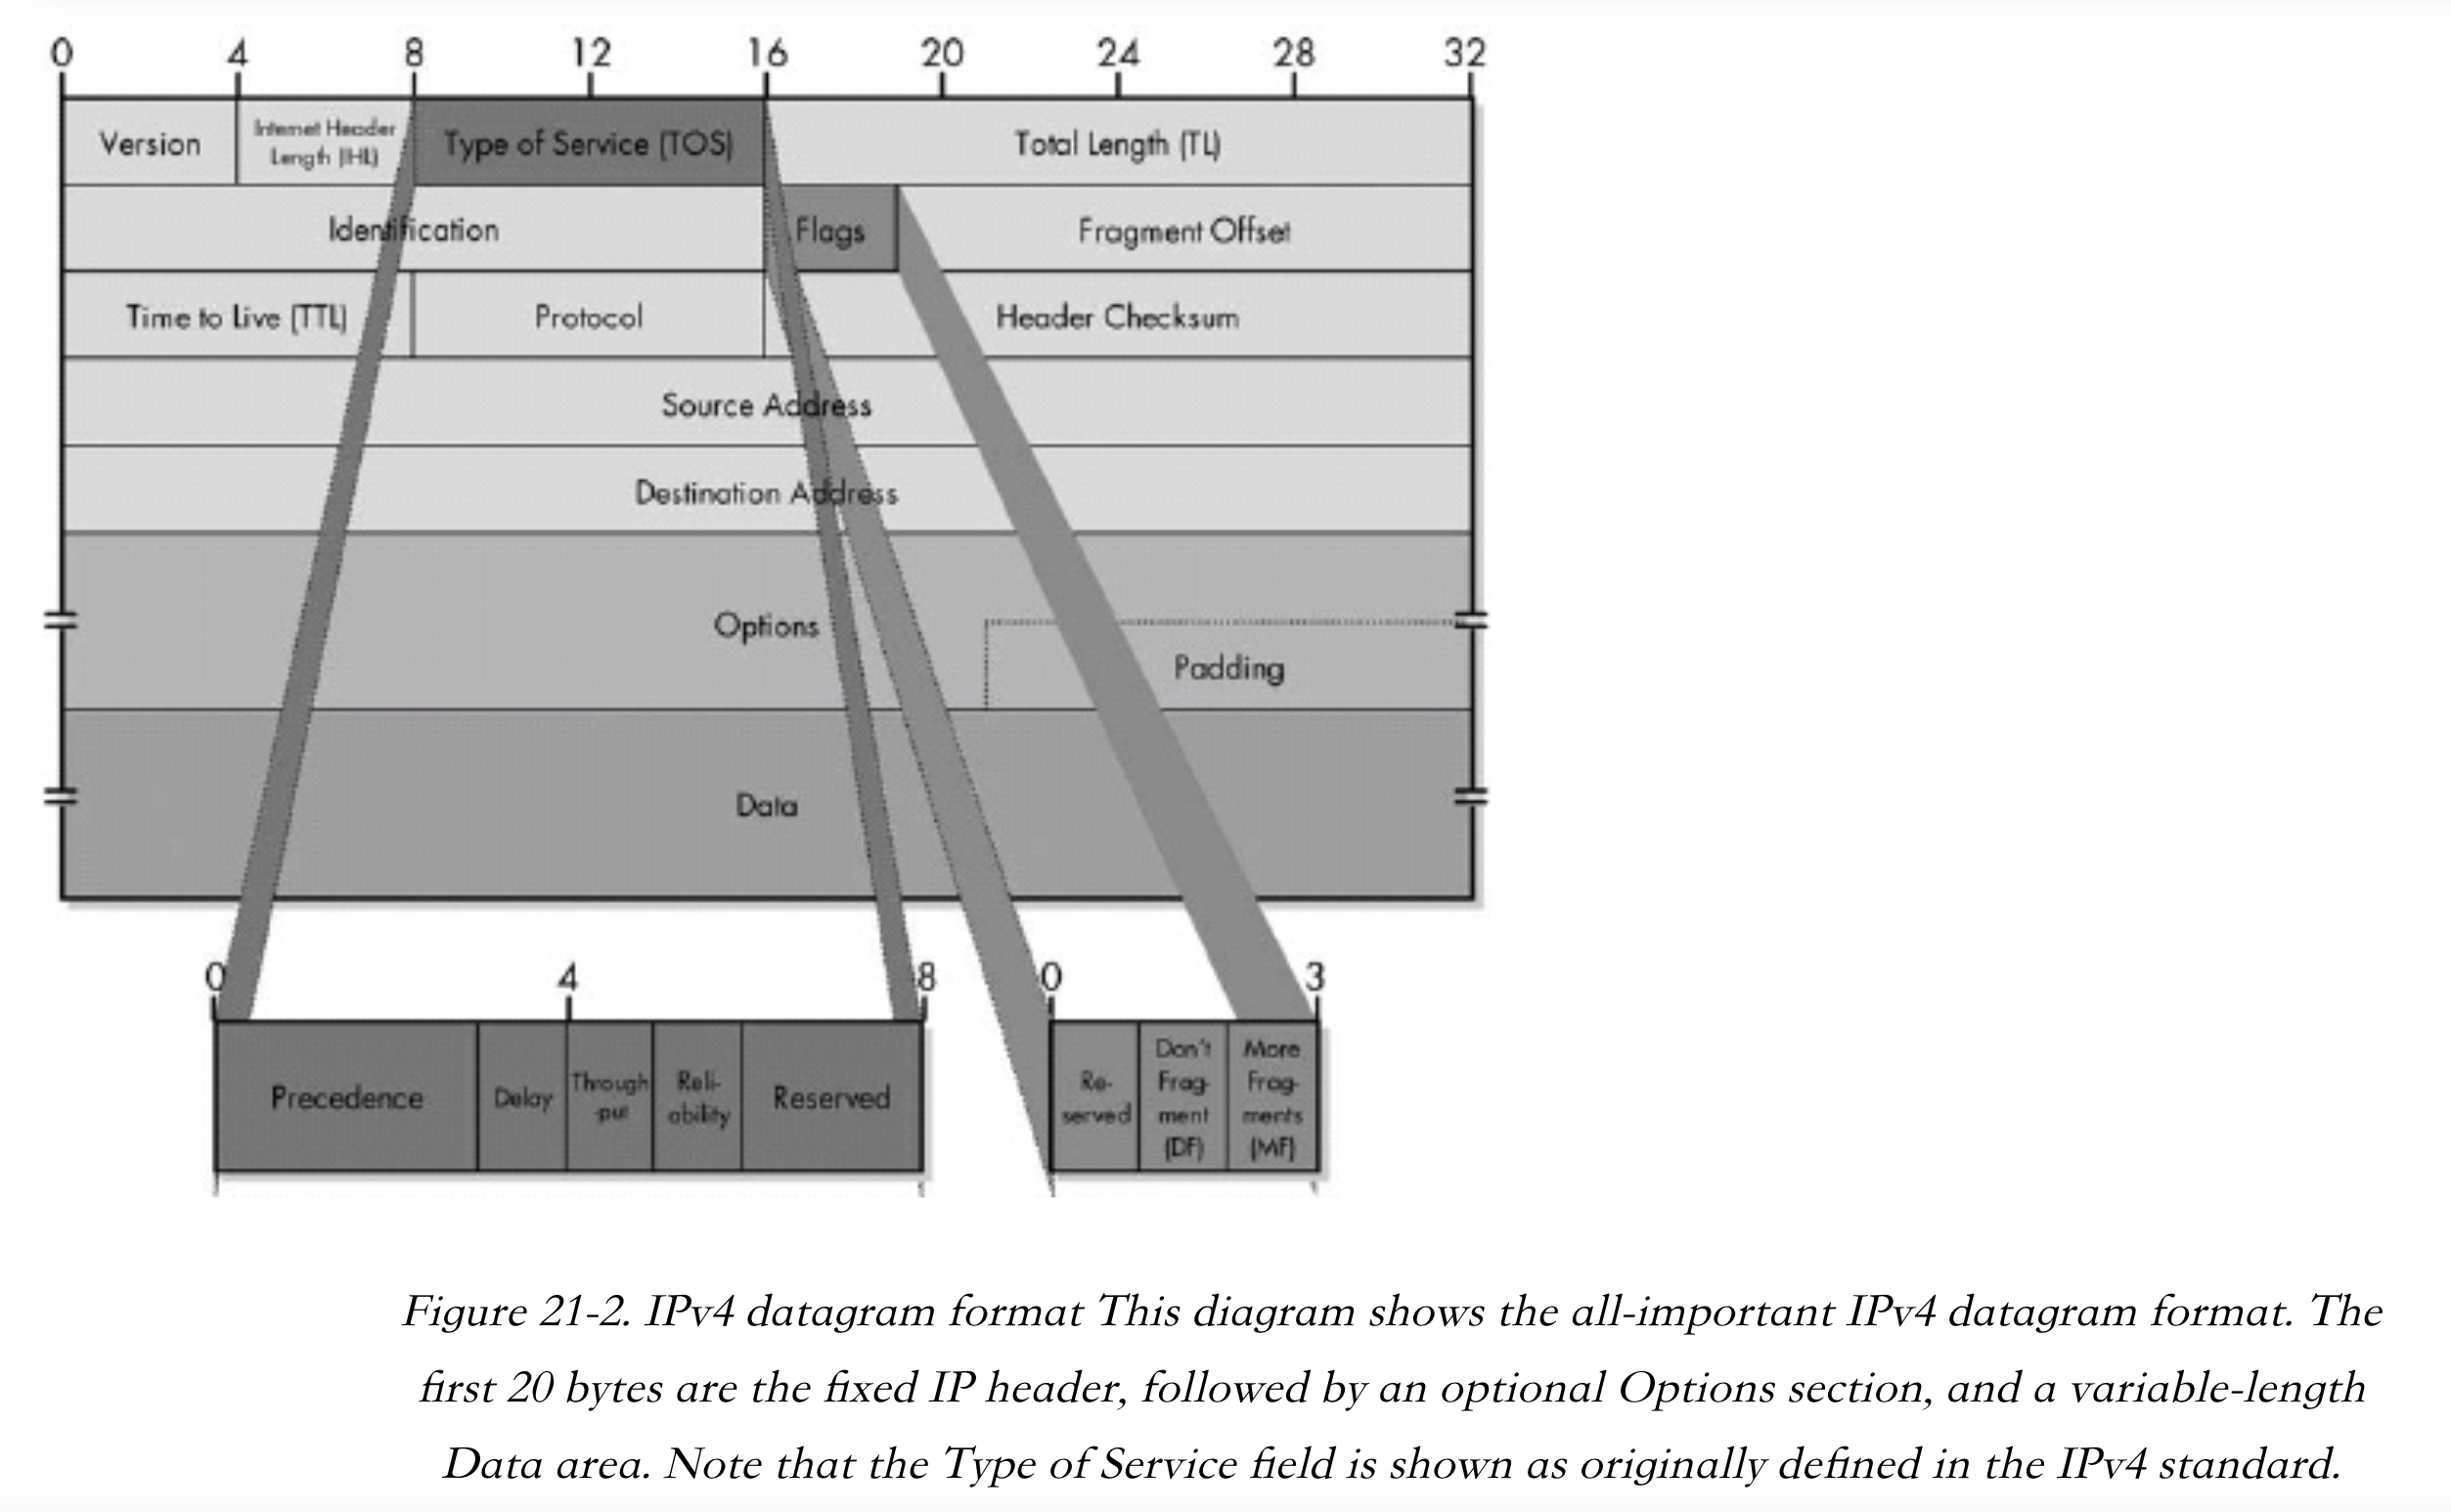 0 4 8 12 16 20 24 28 32
Version
Internet Header
Length (IHL)
Type of Service (TOS)
Total Length (TL)
Identification
Flags
Fragment Offset
Time to Live (TTL)
Protocol
Header Checksum
Source Address
Destination Address
Options
Padding
Data
0 4 8
Precedence
Delay
Through
-put
Reli-
ability
Reserved
0 3
Re-
served
Don't
Frag-
ment
(DF)
More
Frag-
ments
(MF)
Figure 21-2. IPv4 datagram format This diagram shows the all-important IPv4 datagram format. The
first 20 bytes are the fixed IP header, followed by an optional Options section, and a variable-length
Data area. Note that the Type of Service field is shown as originally defined in the IPv4 standard.